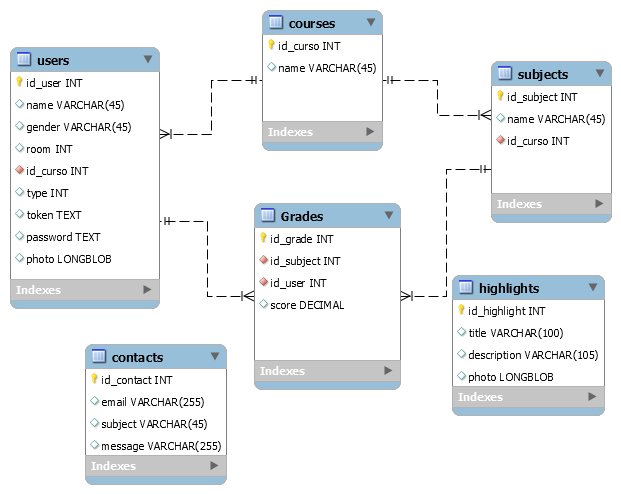 courses
id_curso INT
name VARCHAR(45)
Indexes
users
id_user INT
name VARCHAR(45)
gender VARCHAR(45)
room INT
id_curso INT
type INT
token TEXT
password TEXT
photo LONGBLOB
Indexes
subjects
id_subject INT
name VARCHAR(45)
id_curso INT
Indexes
Grades
id_grade INT
id_subject INT
id_user INT
score DECIMAL
Indexes
highlights
id_highlight INT
title VARCHAR(100)
description VARCHAR(105)
photo LONGBLOB
Indexes
contacts
id_contact INT
email VARCHAR(255)
subject VARCHAR(45)
message VARCHAR(255)
Indexes